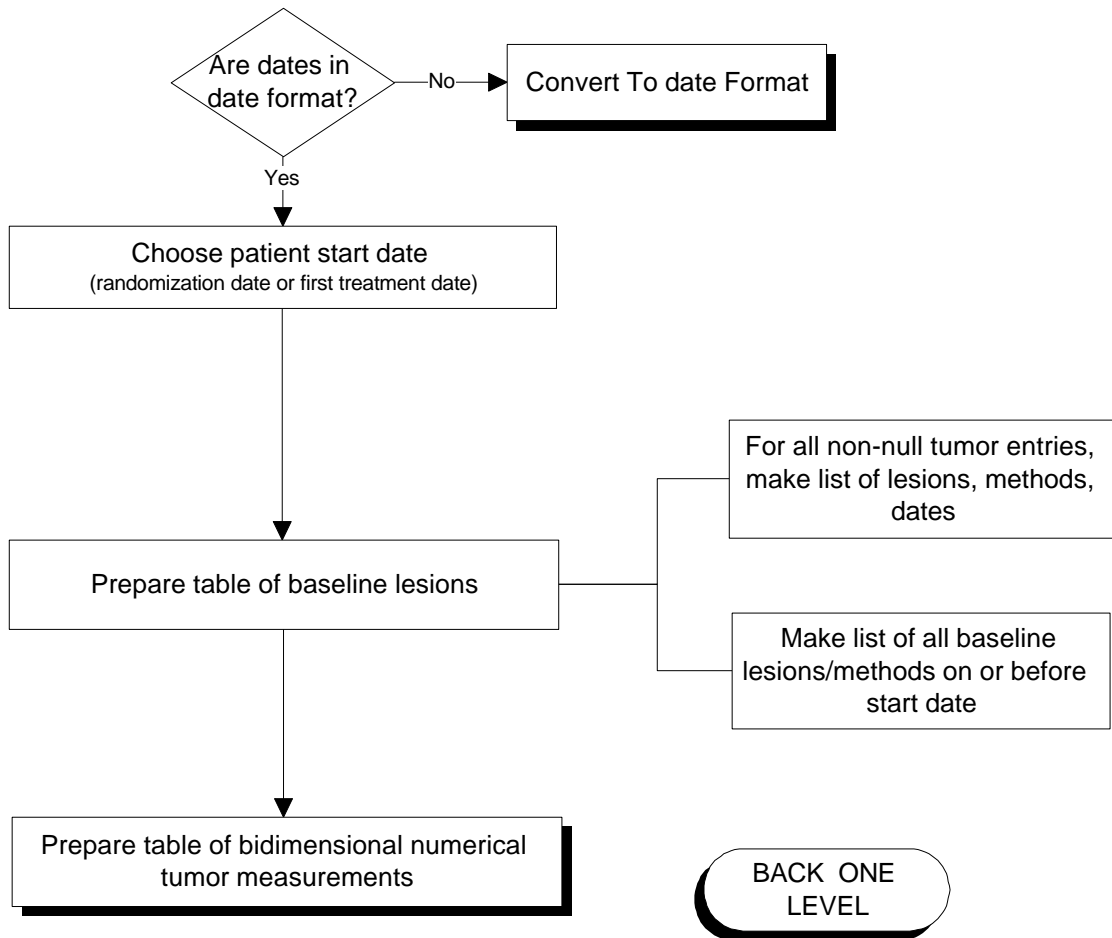 Are dates in
date format?
No
Convert To date Format
Yes
Choose patient start date
(randomization date or first treatment date)
For all non-null tumor entries,
make list of lesions, methods,
dates
Prepare table of baseline lesions
Make list of all baseline
lesions/methods on or before
start date
Prepare table of bidimensional numerical
tumor measurements
BACK ONE
LEVEL